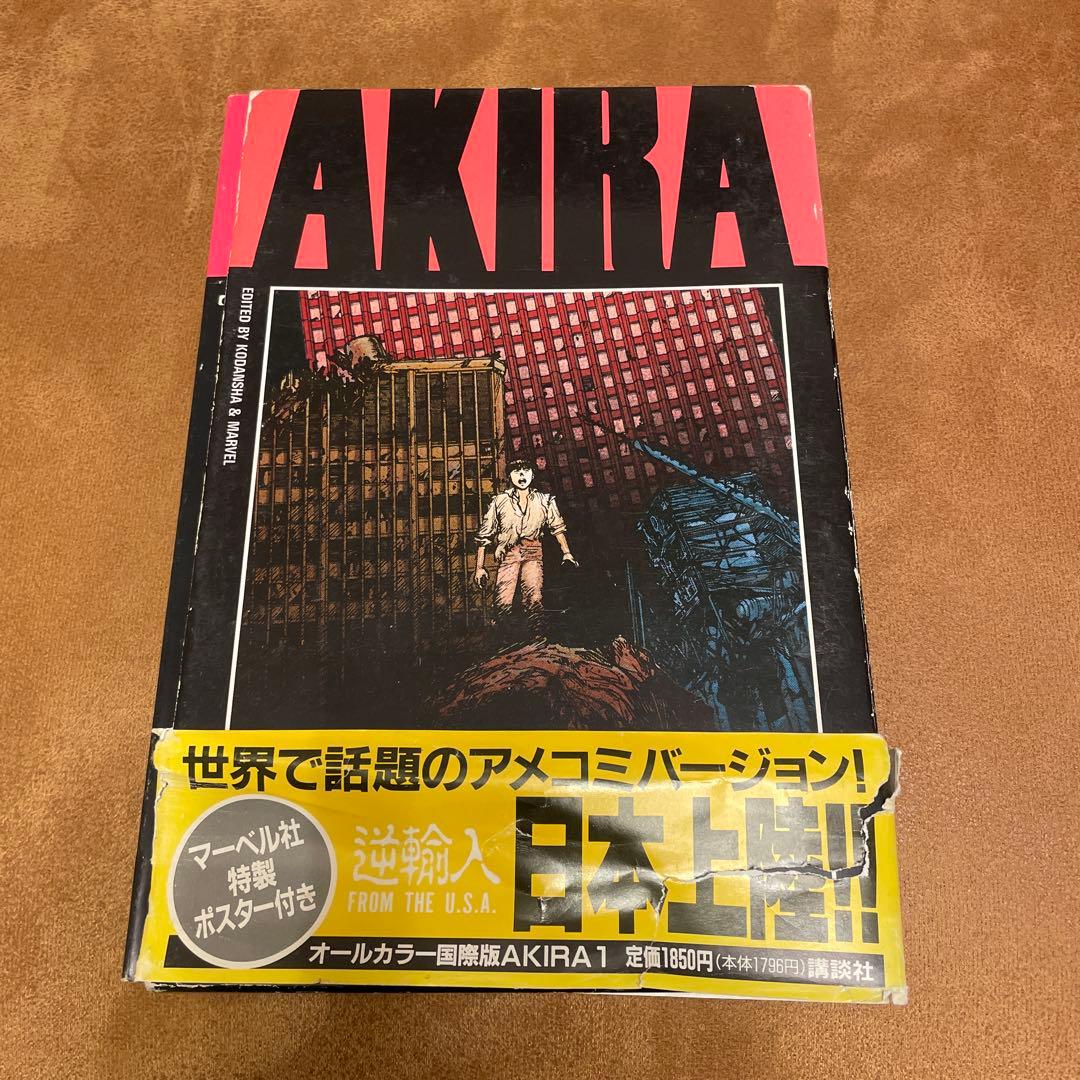 AKIRA
EDITED BY KODANSHA & MARVEL
世界で話題のアメコミバージョン!
マーベル社
特製
ポスター付き
逆輸入
FROM THE U.S.A.
日本上陸!!
オールカラー国際版AKIRA1 定価1850円(本体1796円)講談社